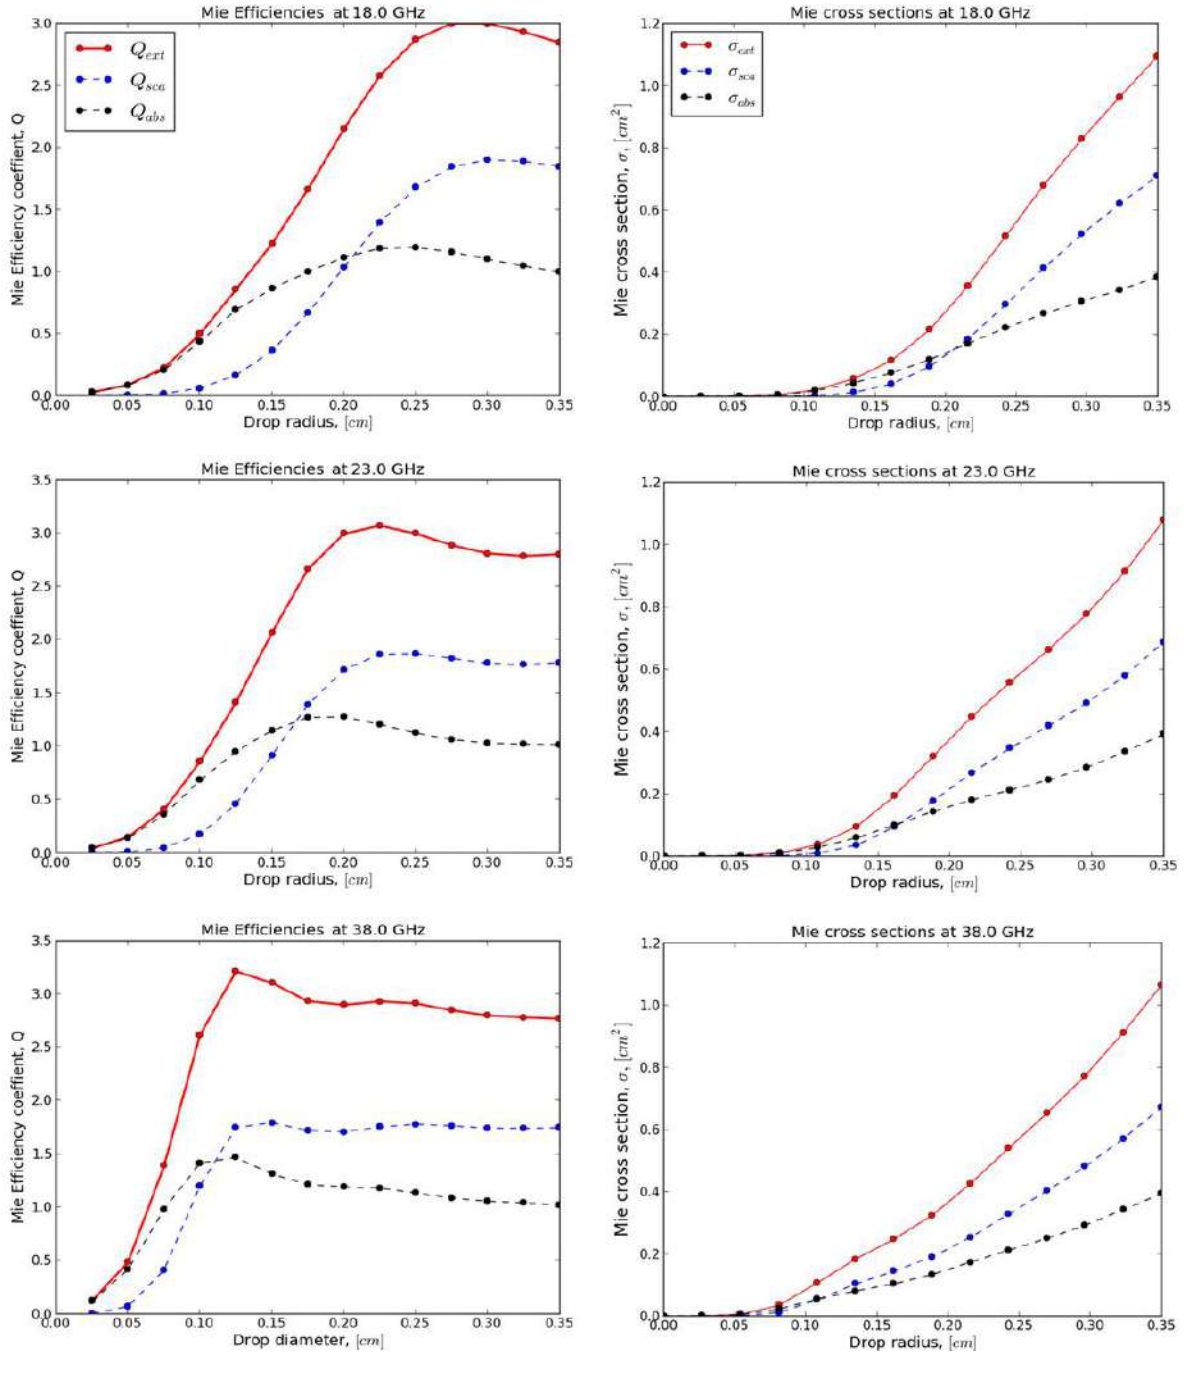 Mie Efficiencies at 18.0 GHz
3.0
2.5
2.0
1.5
1.0
0.5
0.0
Mie Efficiency coeffient, Q
Q_ext
Q_sca
Q_abs
0.00 0.05 0.10 0.15 0.20 0.25 0.30 0.35
Drop radius, [cm]
Mie cross sections at 18.0 GHz
1.2
1.0
0.8
0.6
0.4
0.2
0.0
Mie cross section, σ, [cm²]
σ_ext
σ_sca
σ_abs
0.00 0.05 0.10 0.15 0.20 0.25 0.30 0.35
Drop radius, [cm]
Mie Efficiencies at 23.0 GHz
3.5
3.0
2.5
2.0
1.5
1.0
0.5
0.0
Mie Efficiency coeffient, Q
0.00 0.05 0.10 0.15 0.20 0.25 0.30 0.35
Drop radius, [cm]
Mie cross sections at 23.0 GHz
1.2
1.0
0.8
0.6
0.4
0.2
0.0
Mie cross section, σ, [cm²]
0.00 0.05 0.10 0.15 0.20 0.25 0.30 0.35
Drop radius, [cm]
Mie Efficiencies at 38.0 GHz
3.5
3.0
2.5
2.0
1.5
1.0
0.5
0.0
Mie Efficiency coeffient, Q
0.00 0.05 0.10 0.15 0.20 0.25 0.30 0.35
Drop diameter, [cm]
Mie cross sections at 38.0 GHz
1.2
1.0
0.8
0.6
0.4
0.2
0.0
Mie cross section, σ, [cm²]
0.00 0.05 0.10 0.15 0.20 0.25 0.30 0.35
Drop radius, [cm]